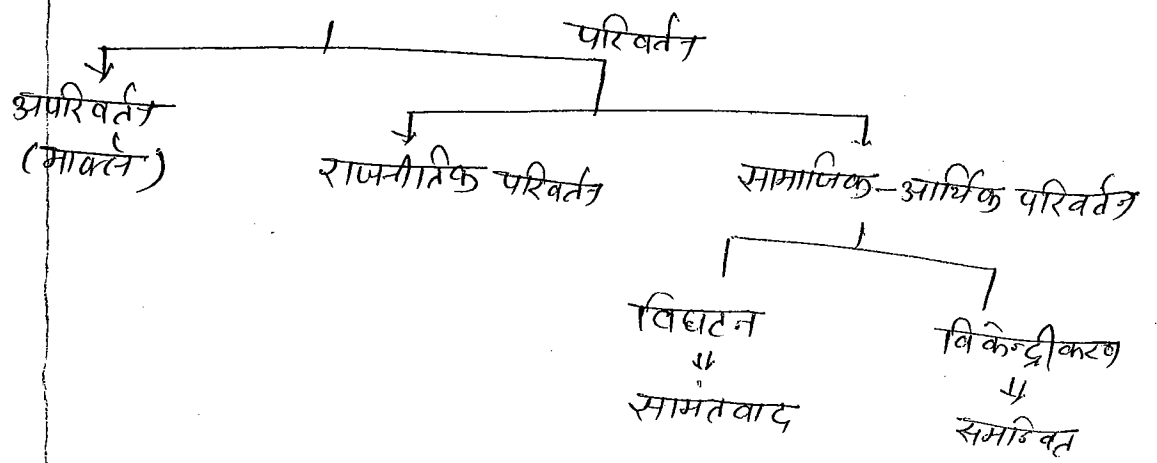 परिवर्तन
अपरिवर्तन
(मार्क्स)
राजनीतिक परिवर्तन
सामाजिक-आर्थिक परिवर्तन
विघटन
सामंतवाद
विकेन्द्रीकरण
समन्वित